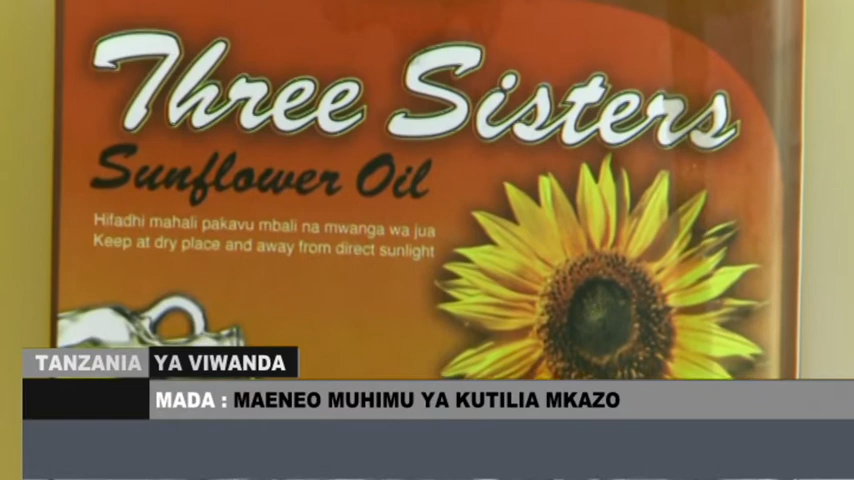 Three Sisters
Sunflower Oil
Hifadhi mahali pakavu mbali na mwanga wa jua
Keep at dry place and away from direct sunlight
TANZANIA YA VIWANDA
MADA : MAENEO MUHIMU YA KUTILIA MKAZO